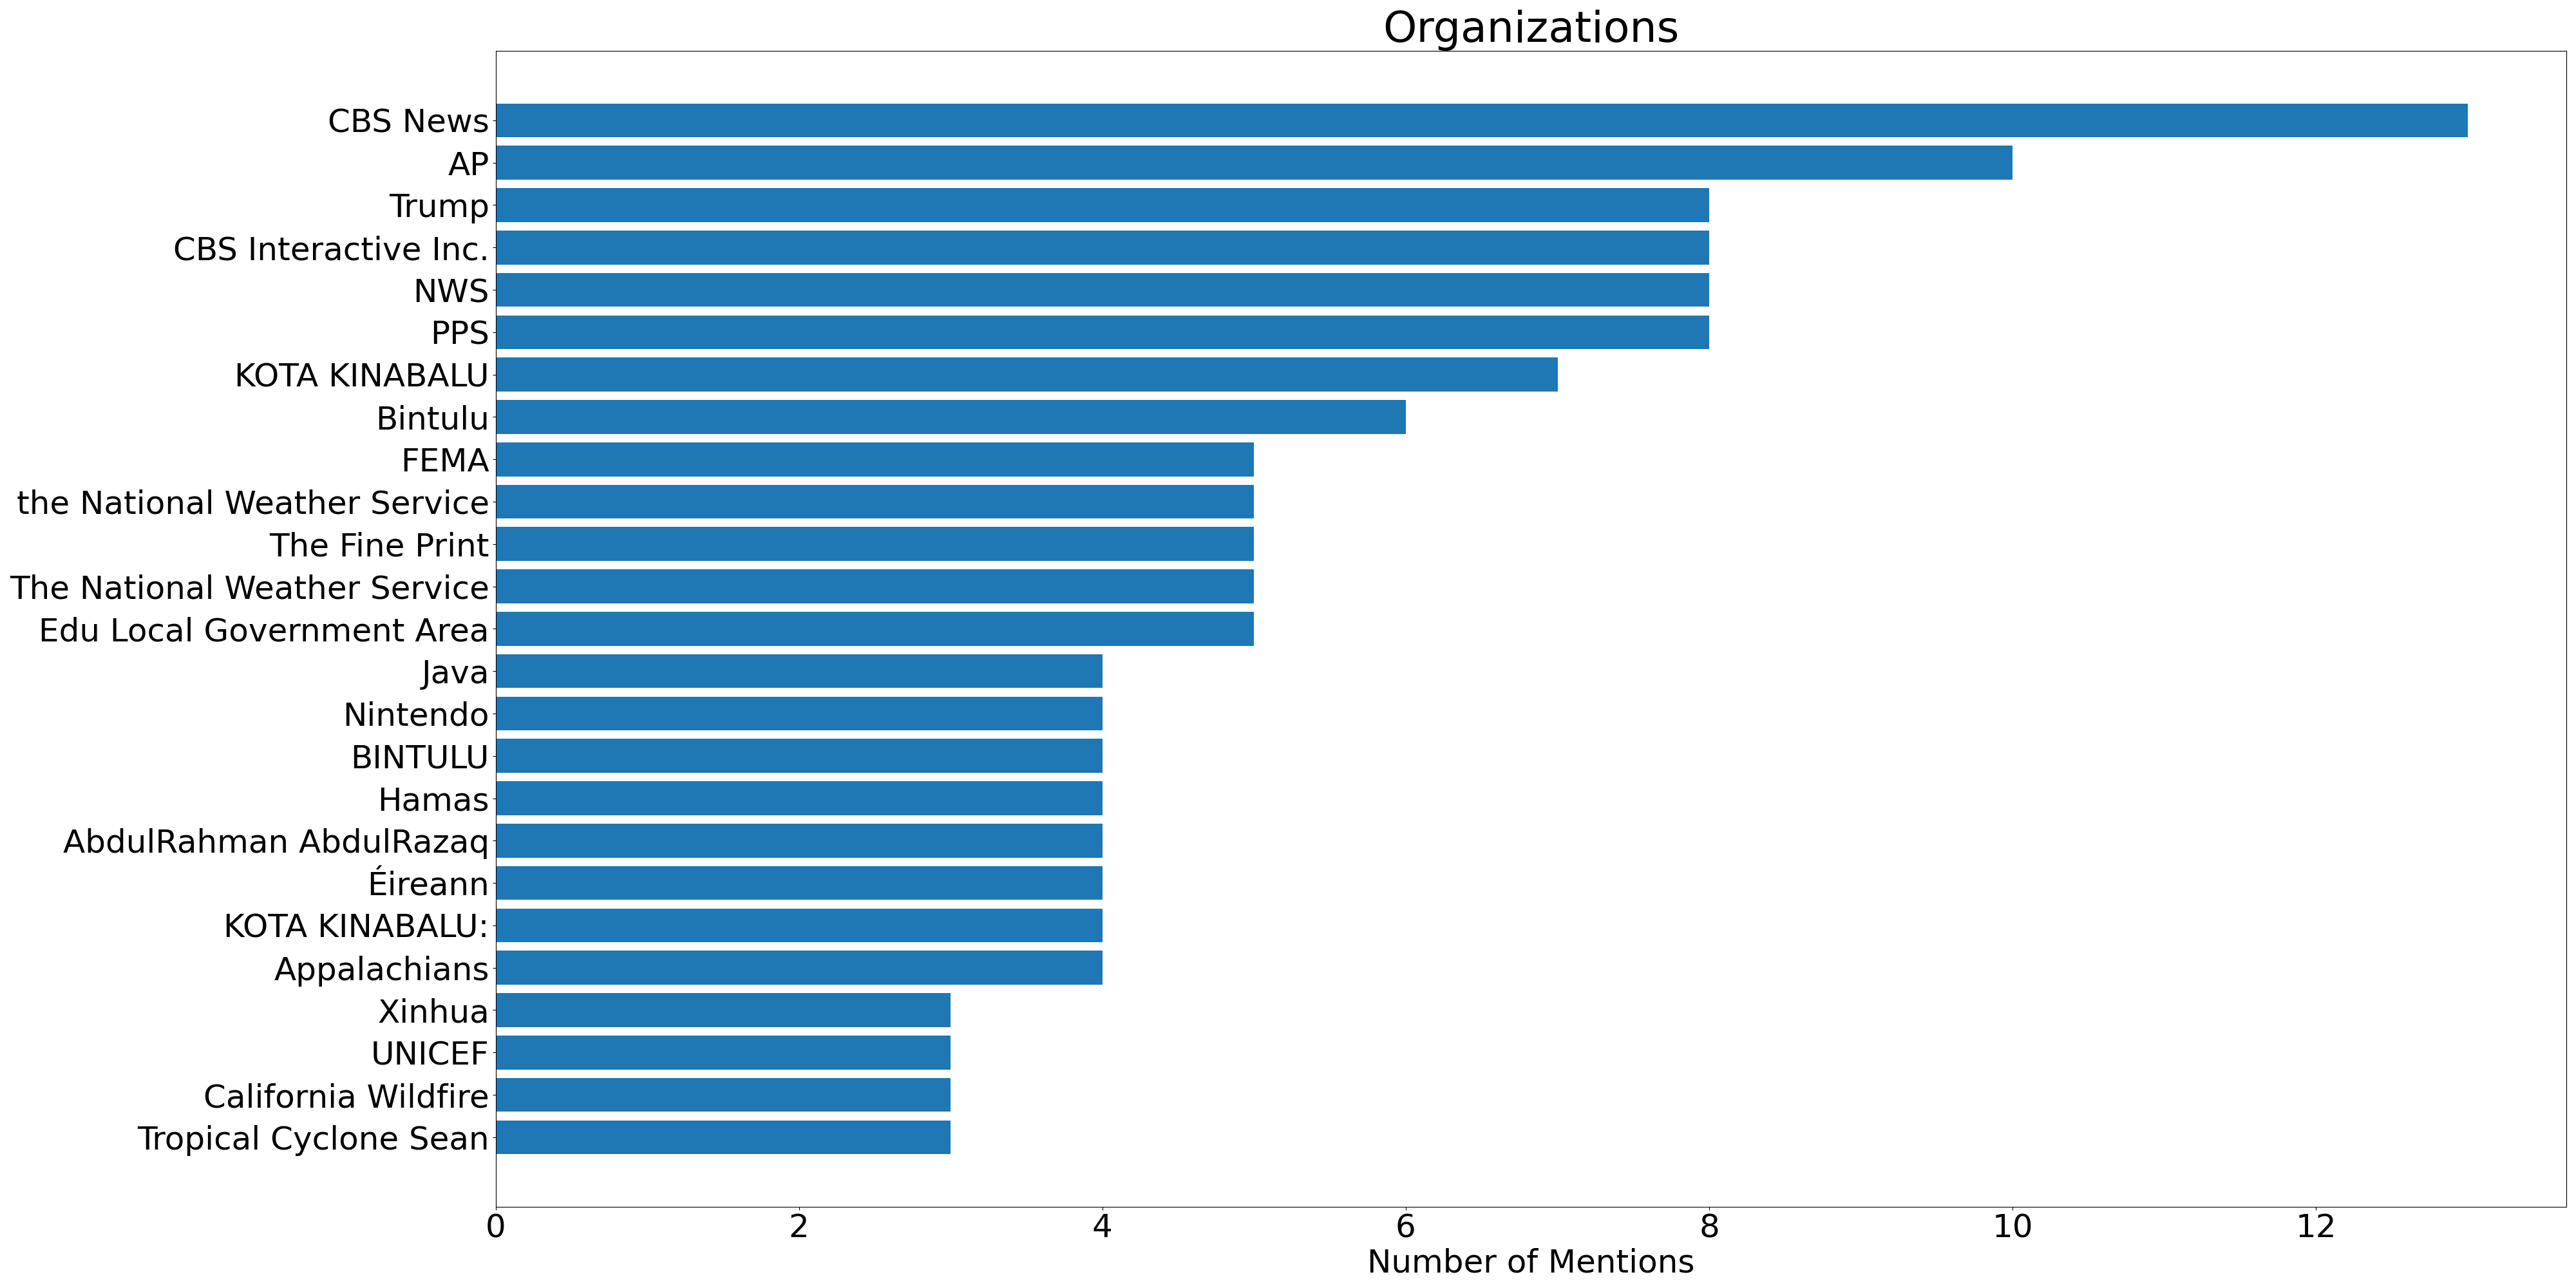 Organizations
CBS News
AP
Trump
CBS Interactive Inc.
NWS
PPS
KOTA KINABALU
Bintulu
FEMA
the National Weather Service
The Fine Print
The National Weather Service
Edu Local Government Area
Java
Nintendo
BINTULU
Hamas
AbdulRahman AbdulRazaq
Éireann
KOTA KINABALU:
Appalachians
Xinhua
UNICEF
California Wildfire
Tropical Cyclone Sean
0 2 4 6 8 10 12
Number of Mentions